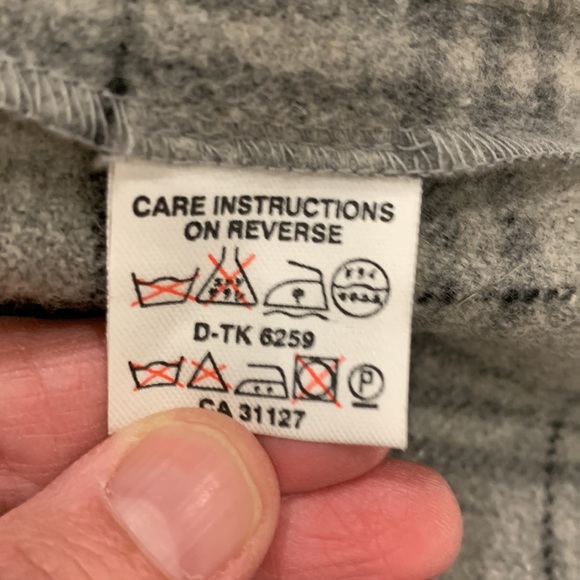 CARE INSTRUCTIONS
ON REVERSE
D-TK 6259
P
CA 31127